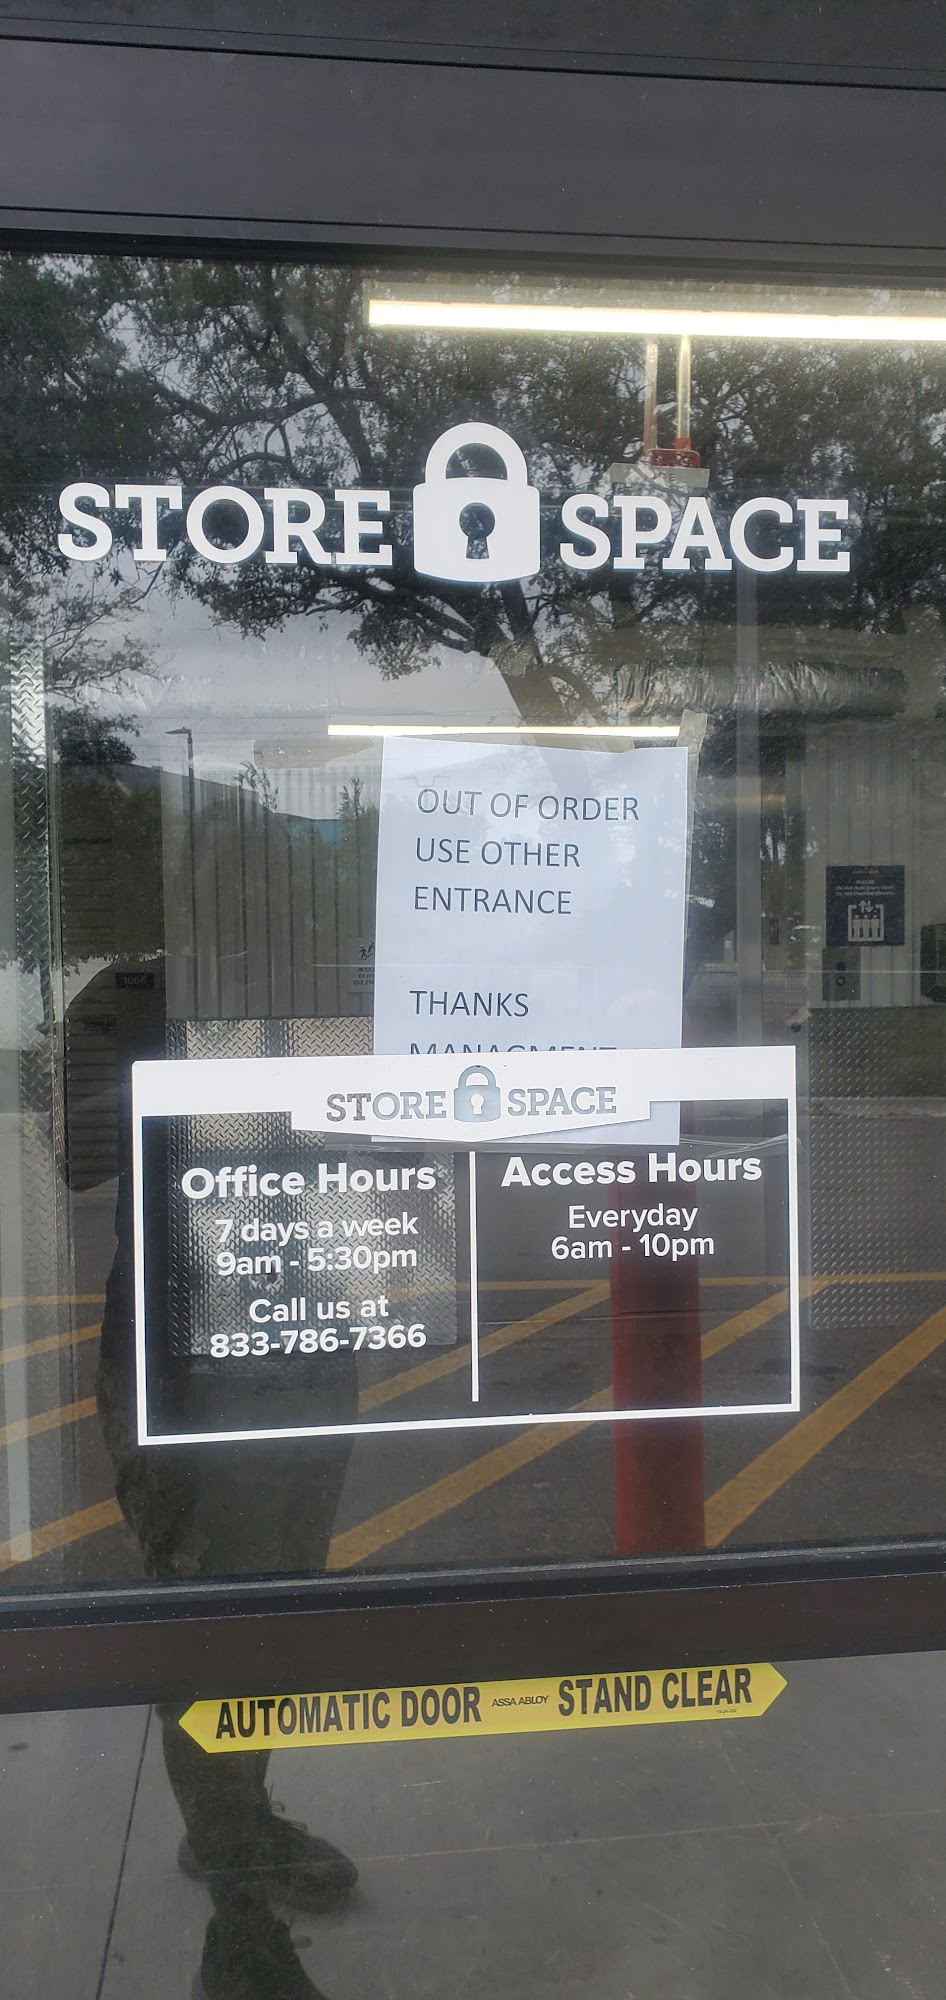 STORE SPACE
OUT OF ORDER
USE OTHER
ENTRANCE
THANKS
MANAGMENT
STORE SPACE
Office Hours
7 days a week
9am - 5:30pm
Call us at
833-786-7366
Access Hours
Everyday
6am - 10pm
AUTOMATIC DOOR ASSA ABLOY STAND CLEAR